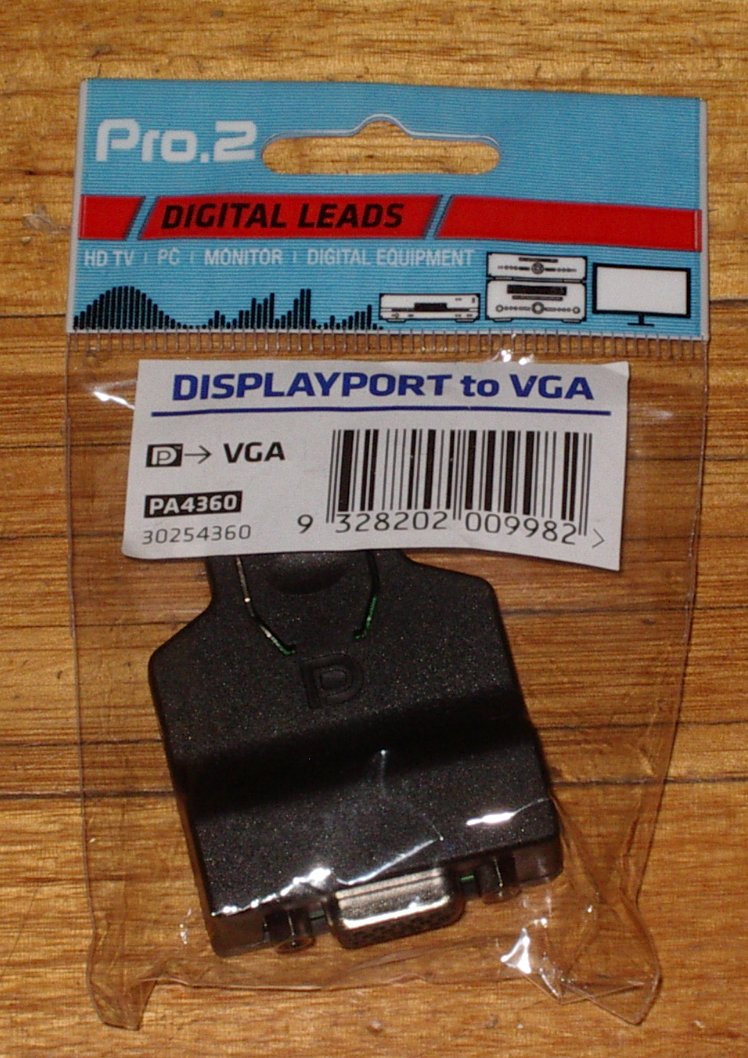 Pro.2
DIGITAL LEADS
HD TV | PC | MONITOR | DIGITAL EQUIPMENT
DISPLAYPORT to VGA
D → VGA
PA4360
30254360
9 328202 009982 >
D